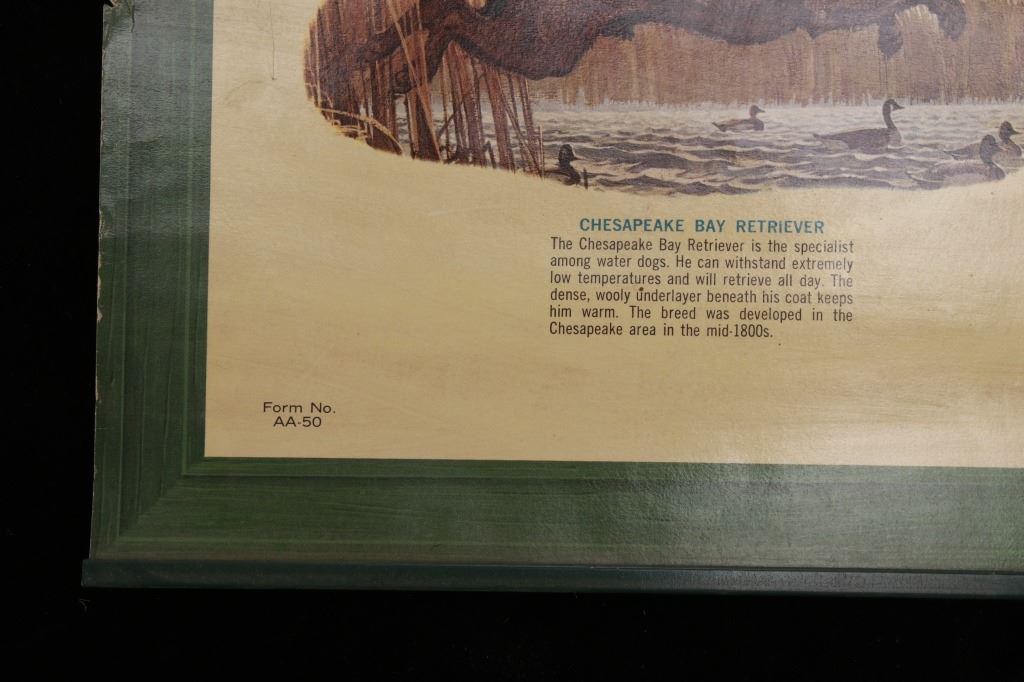 CHESAPEAKE BAY RETRIEVER
The Chesapeake Bay Retriever is the specialist
among water dogs. He can withstand extremely
low temperatures and will retrieve all day. The
dense, wooly underlayer beneath his coat keeps
him warm. The breed was developed in the
Chesapeake area in the mid-1800s.
Form No.
AA-50